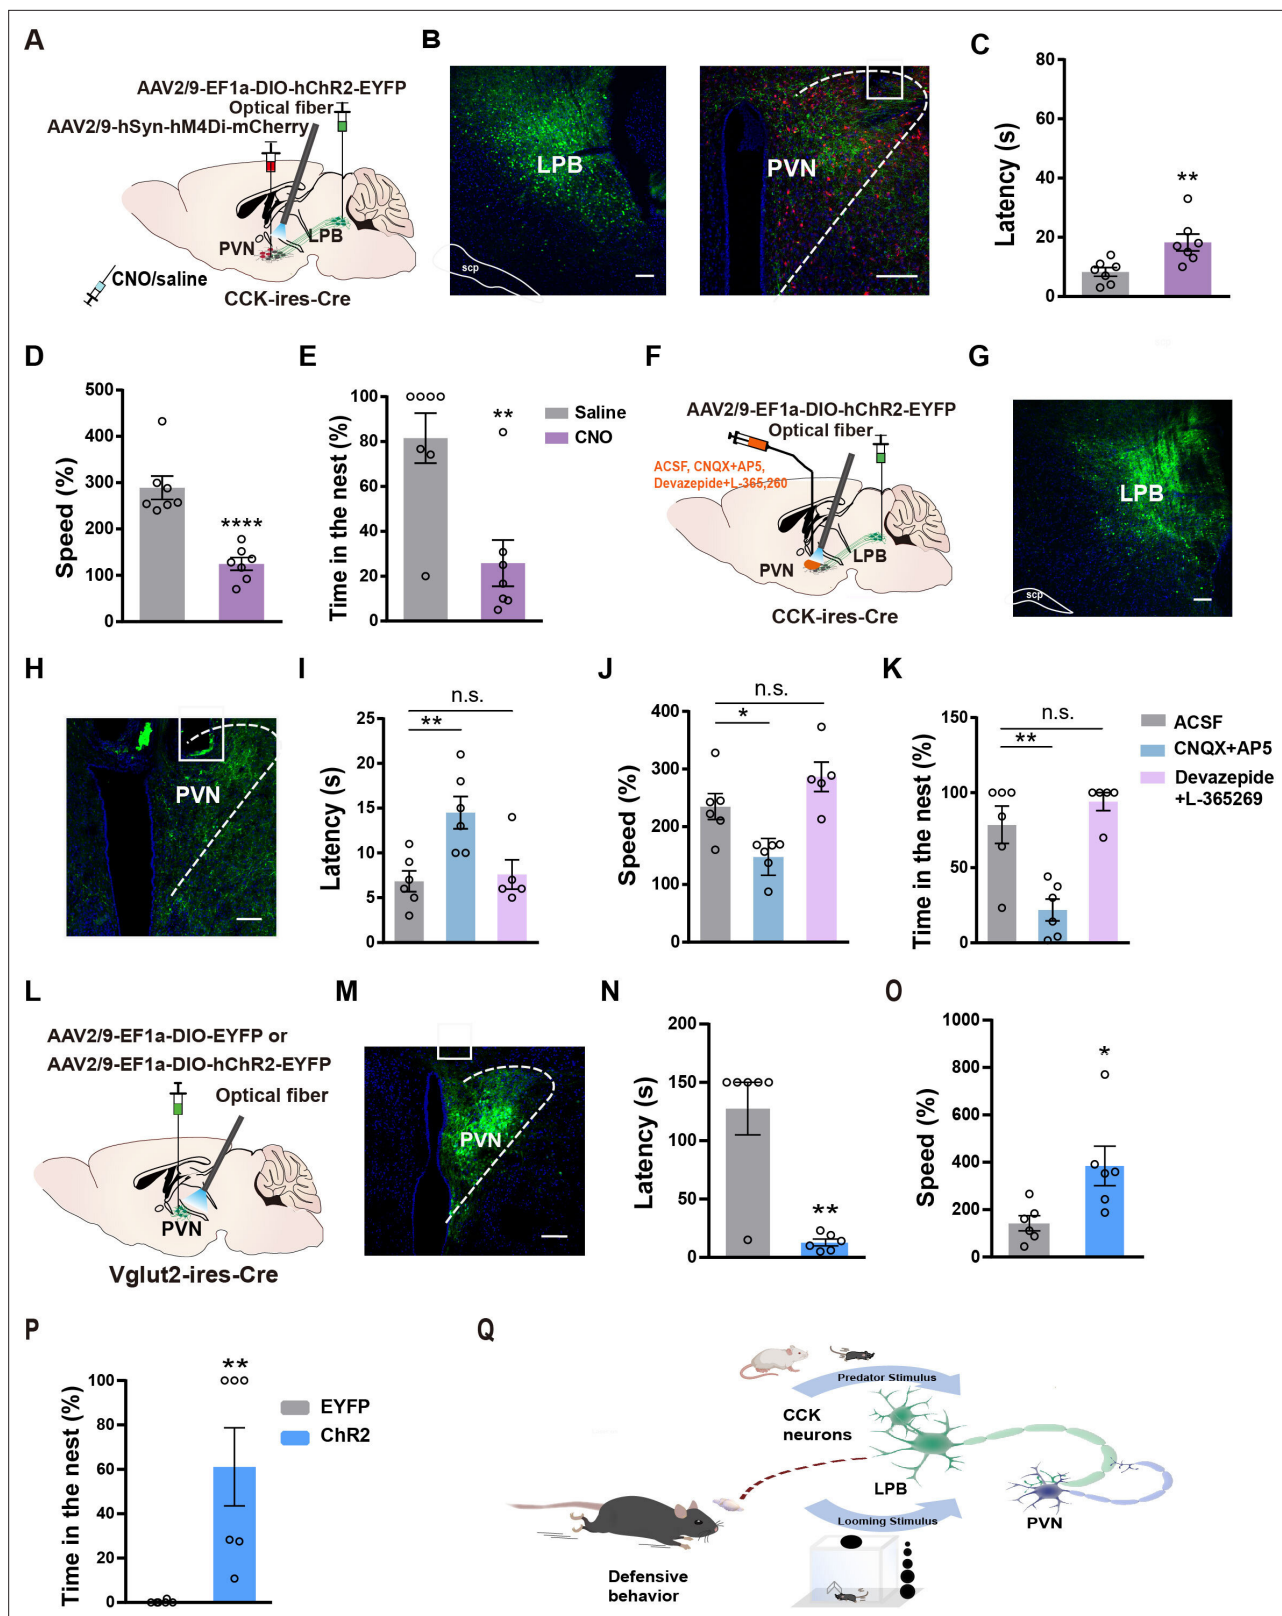 A
AAV2/9-EF1a-DIO-hChR2-EYFP
Optical fiber
AAV2/9-hSyn-hM4Di-mCherry
PVN
LPB
CNO/saline
CCK-ires-Cre
B
LPB
scp
PVN
C
Latency (s)
80
60
40
20
0
**
D
Speed (%)
500
400
300
200
100
0
****
E
Time in the nest (%)
100
80
60
40
20
0
**
Saline
CNO
F
AAV2/9-EF1a-DIO-hChR2-EYFP
Optical fiber
ACSF, CNQX+AP5,
Devazepide+L-365,260
PVN
LPB
CCK-ires-Cre
G
LPB
scp
H
PVN
I
Latency (s)
25
20
15
10
5
0
n.s.
**
J
Speed (%)
400
300
200
100
0
n.s.
*
K
Time in the nest (%)
150
100
50
0
n.s.
**
ACSF
CNQX+AP5
Devazepide
+L-365269
L
AAV2/9-EF1a-DIO-EYFP or
AAV2/9-EF1a-DIO-hChR2-EYFP
Optical fiber
PVN
Vglut2-ires-Cre
M
PVN
N
Latency (s)
200
150
100
50
0
**
O
Speed (%)
1000
800
600
400
200
0
*
P
Time in the nest (%)
100
80
60
40
20
0
**
EYFP
ChR2
Q
Predator Stimulus
CCK
neurons
LPB
PVN
Looming Stimulus
Defensive
behavior